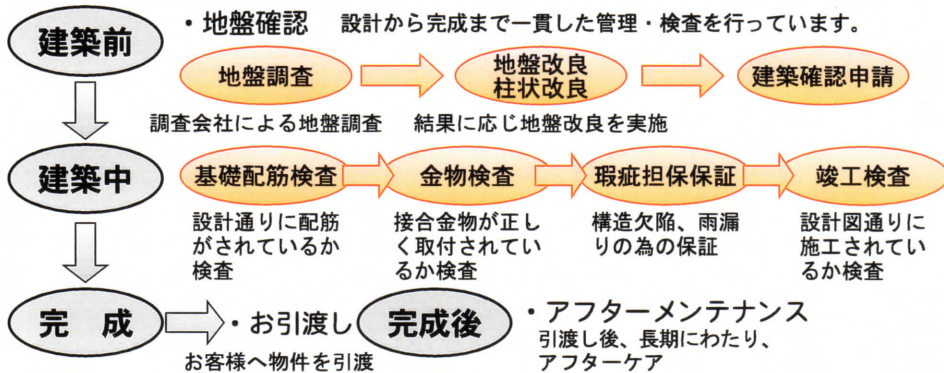 建築前
・地盤確認 設計から完成まで一貫した管理・検査を行っています。
地盤調査
地盤改良
柱状改良
建築確認申請
調査会社による地盤調査 結果に応じ地盤改良を実施
建築中
基礎配筋検査
金物検査
瑕疵担保保証
竣工検査
設計通りに配筋
がされているか
検査
接合金物が正し
く取付されてい
るか検査
構造欠陥、雨漏
りの為の保証
設計図通りに
施工されてい
るか検査
完 成
・お引渡し
お客様へ物件を引渡
完成後
・アフターメンテナンス
引渡し後、長期にわたり、
アフターケア